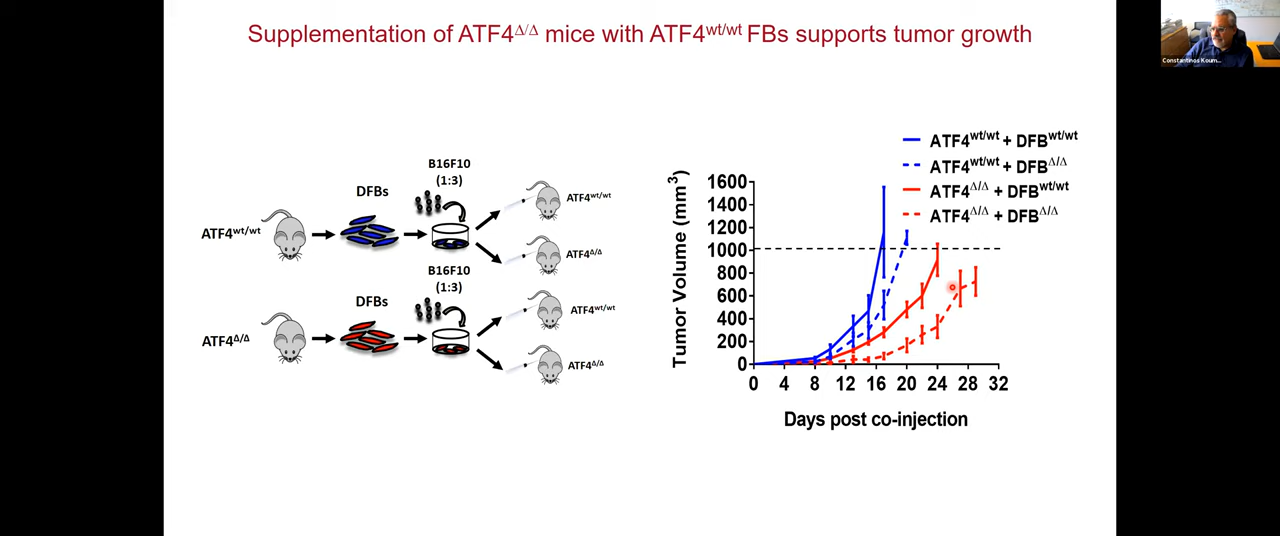 Supplementation of ATF4Δ/Δ mice with ATF4wt/wt FBs supports tumor growth
Constantinos Koum...
B16F10
(1:3)
DFBs
ATF4wt/wt
ATF4wt/wt
ATF4Δ/Δ
B16F10
(1:3)
DFBs
ATF4wt/wt
ATF4Δ/Δ
ATF4Δ/Δ
ATF4wt/wt + DFBwt/wt
ATF4wt/wt + DFBΔ/Δ
ATF4Δ/Δ + DFBwt/wt
ATF4Δ/Δ + DFBΔ/Δ
Tumor Volume (mm3)
1600
1400
1200
1000
800
600
400
200
0
0 4 8 12 16 20 24 28 32
Days post co-injection